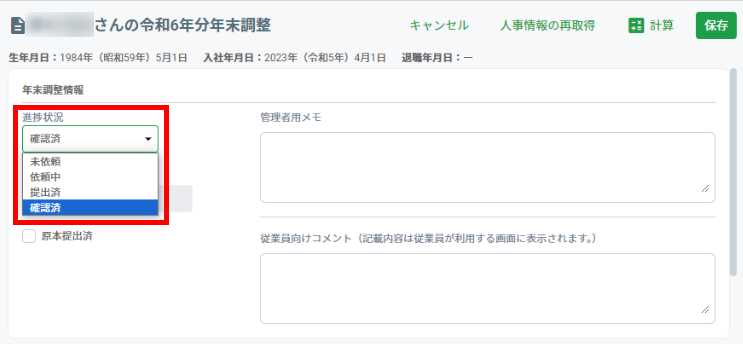 さんの令和6年分年末調整
キャンセル 人事情報の再取得 計算 保存
生年月日：1984年（昭和59年）5月1日 入社年月日：2023年（令和5年）4月1日 退職年月日：―
年末調整情報
進捗状況
確認済
未依頼
依頼中
提出済
確認済
原本提出済
管理者用メモ
従業員向けコメント（記載内容は従業員が利用する画面に表示されます。）